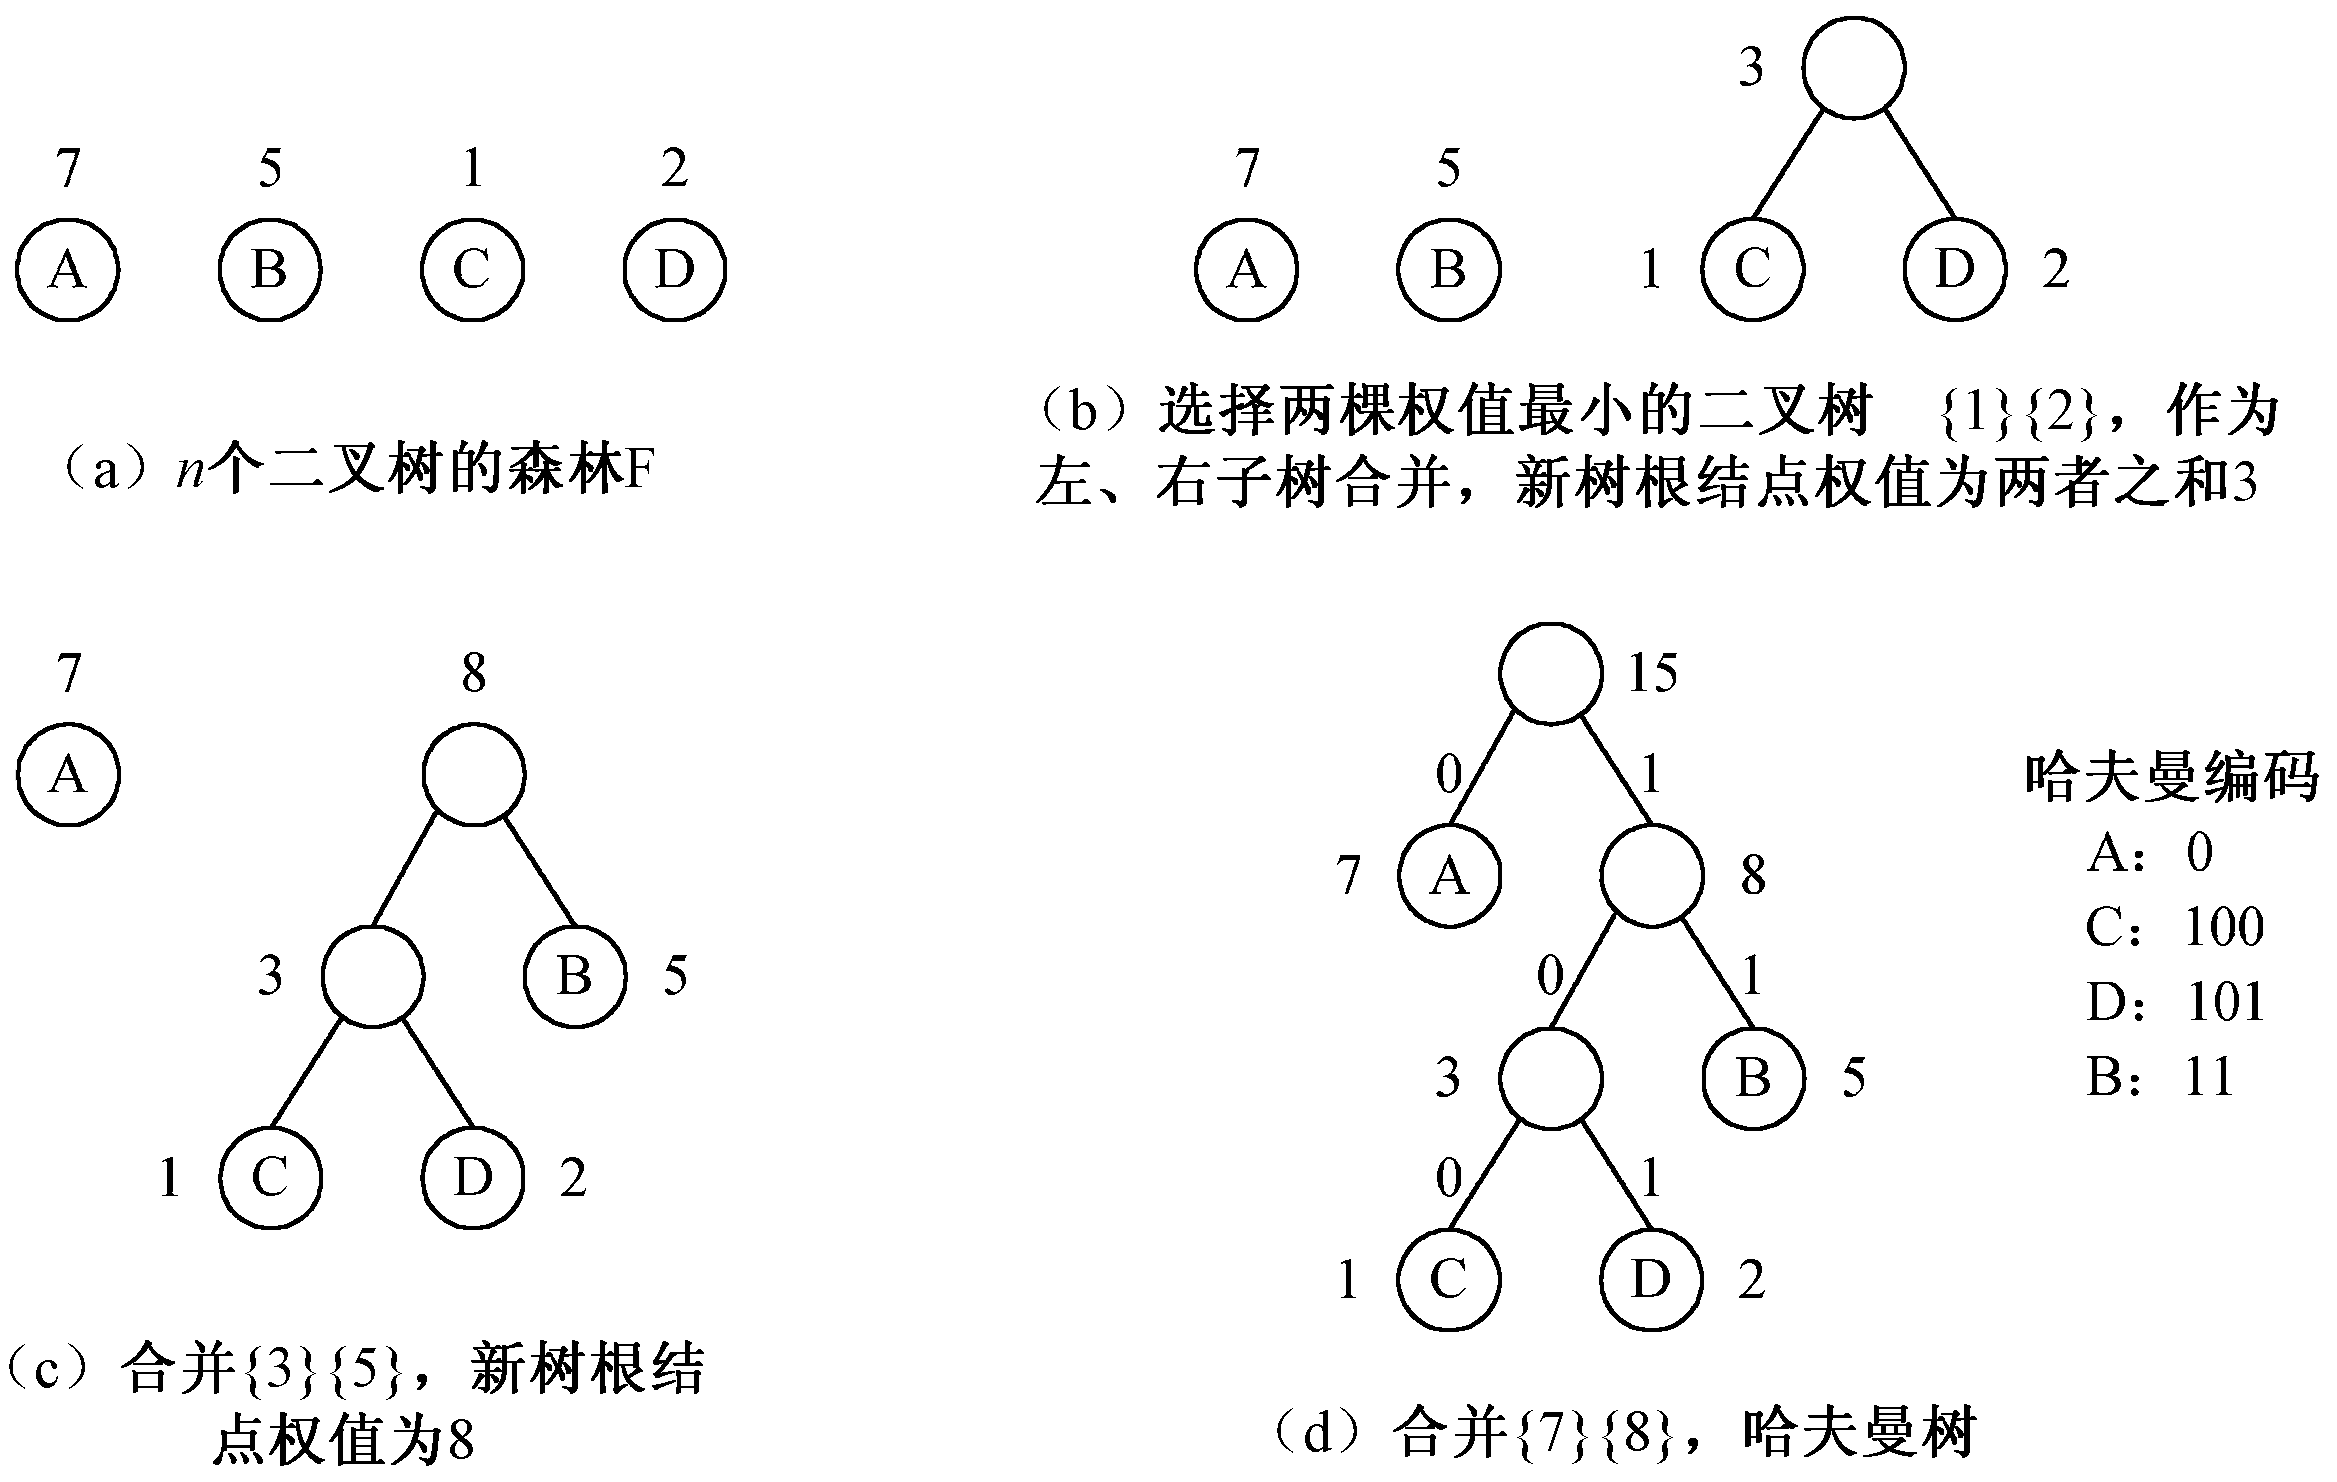 3
7 5 1 2
A B C D
7 5
A B 1 C D 2
（a）n个二叉树的森林F
（b）选择两棵权值最小的二叉树 {1}{2}，作为
左、右子树合并，新树根结点权值为两者之和3
7 8
A
3 B 5
1 C D 2
（c）合并{3}{5}，新树根结
点权值为8
15
0 1
7 A 8
0 1
3 B 5
0 1
1 C D 2
（d）合并{7}{8}，哈夫曼树
哈夫曼编码
A：0
C：100
D：101
B：11